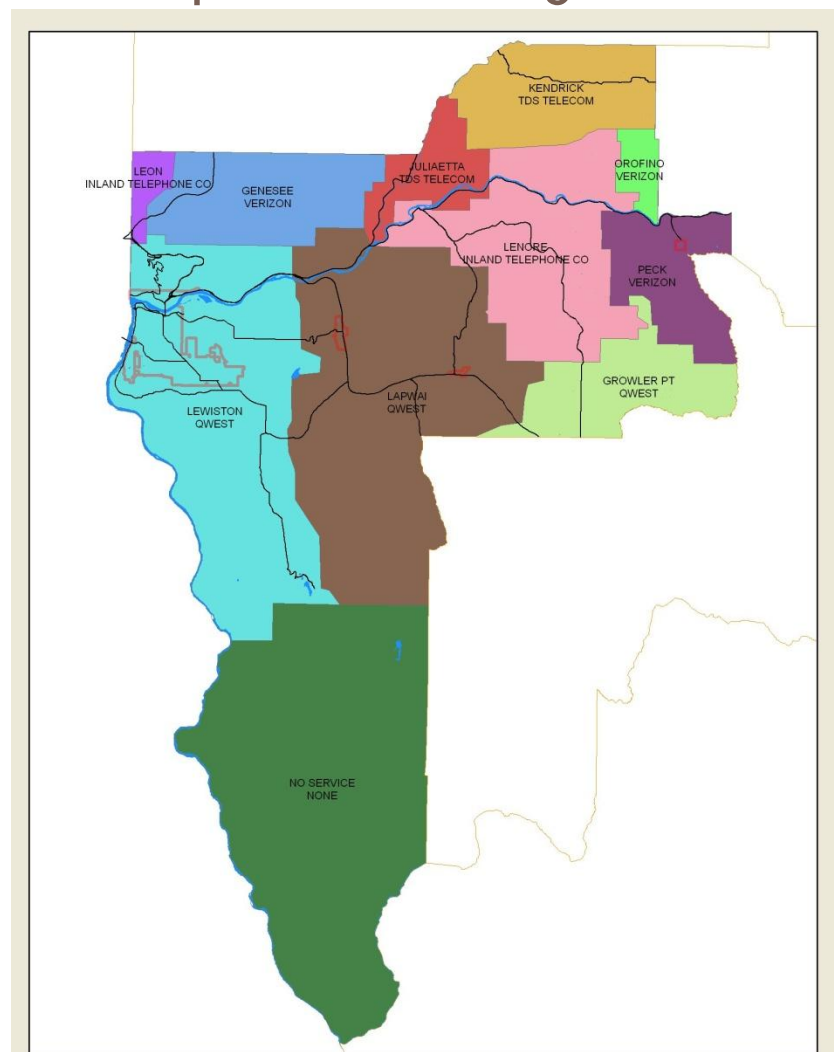 KENDRICK
TDS TELECOM
LEON
INLAND TELEPHONE CO
GENESEE
VERIZON
JULIAETTA
TDS TELECOM
OROFINO
VERIZON
LENORE
INLAND TELEPHONE CO
PECK
VERIZON
GROWLER PT
QWEST
LEWISTON
QWEST
LAPWAI
QWEST
NO SERVICE
NONE